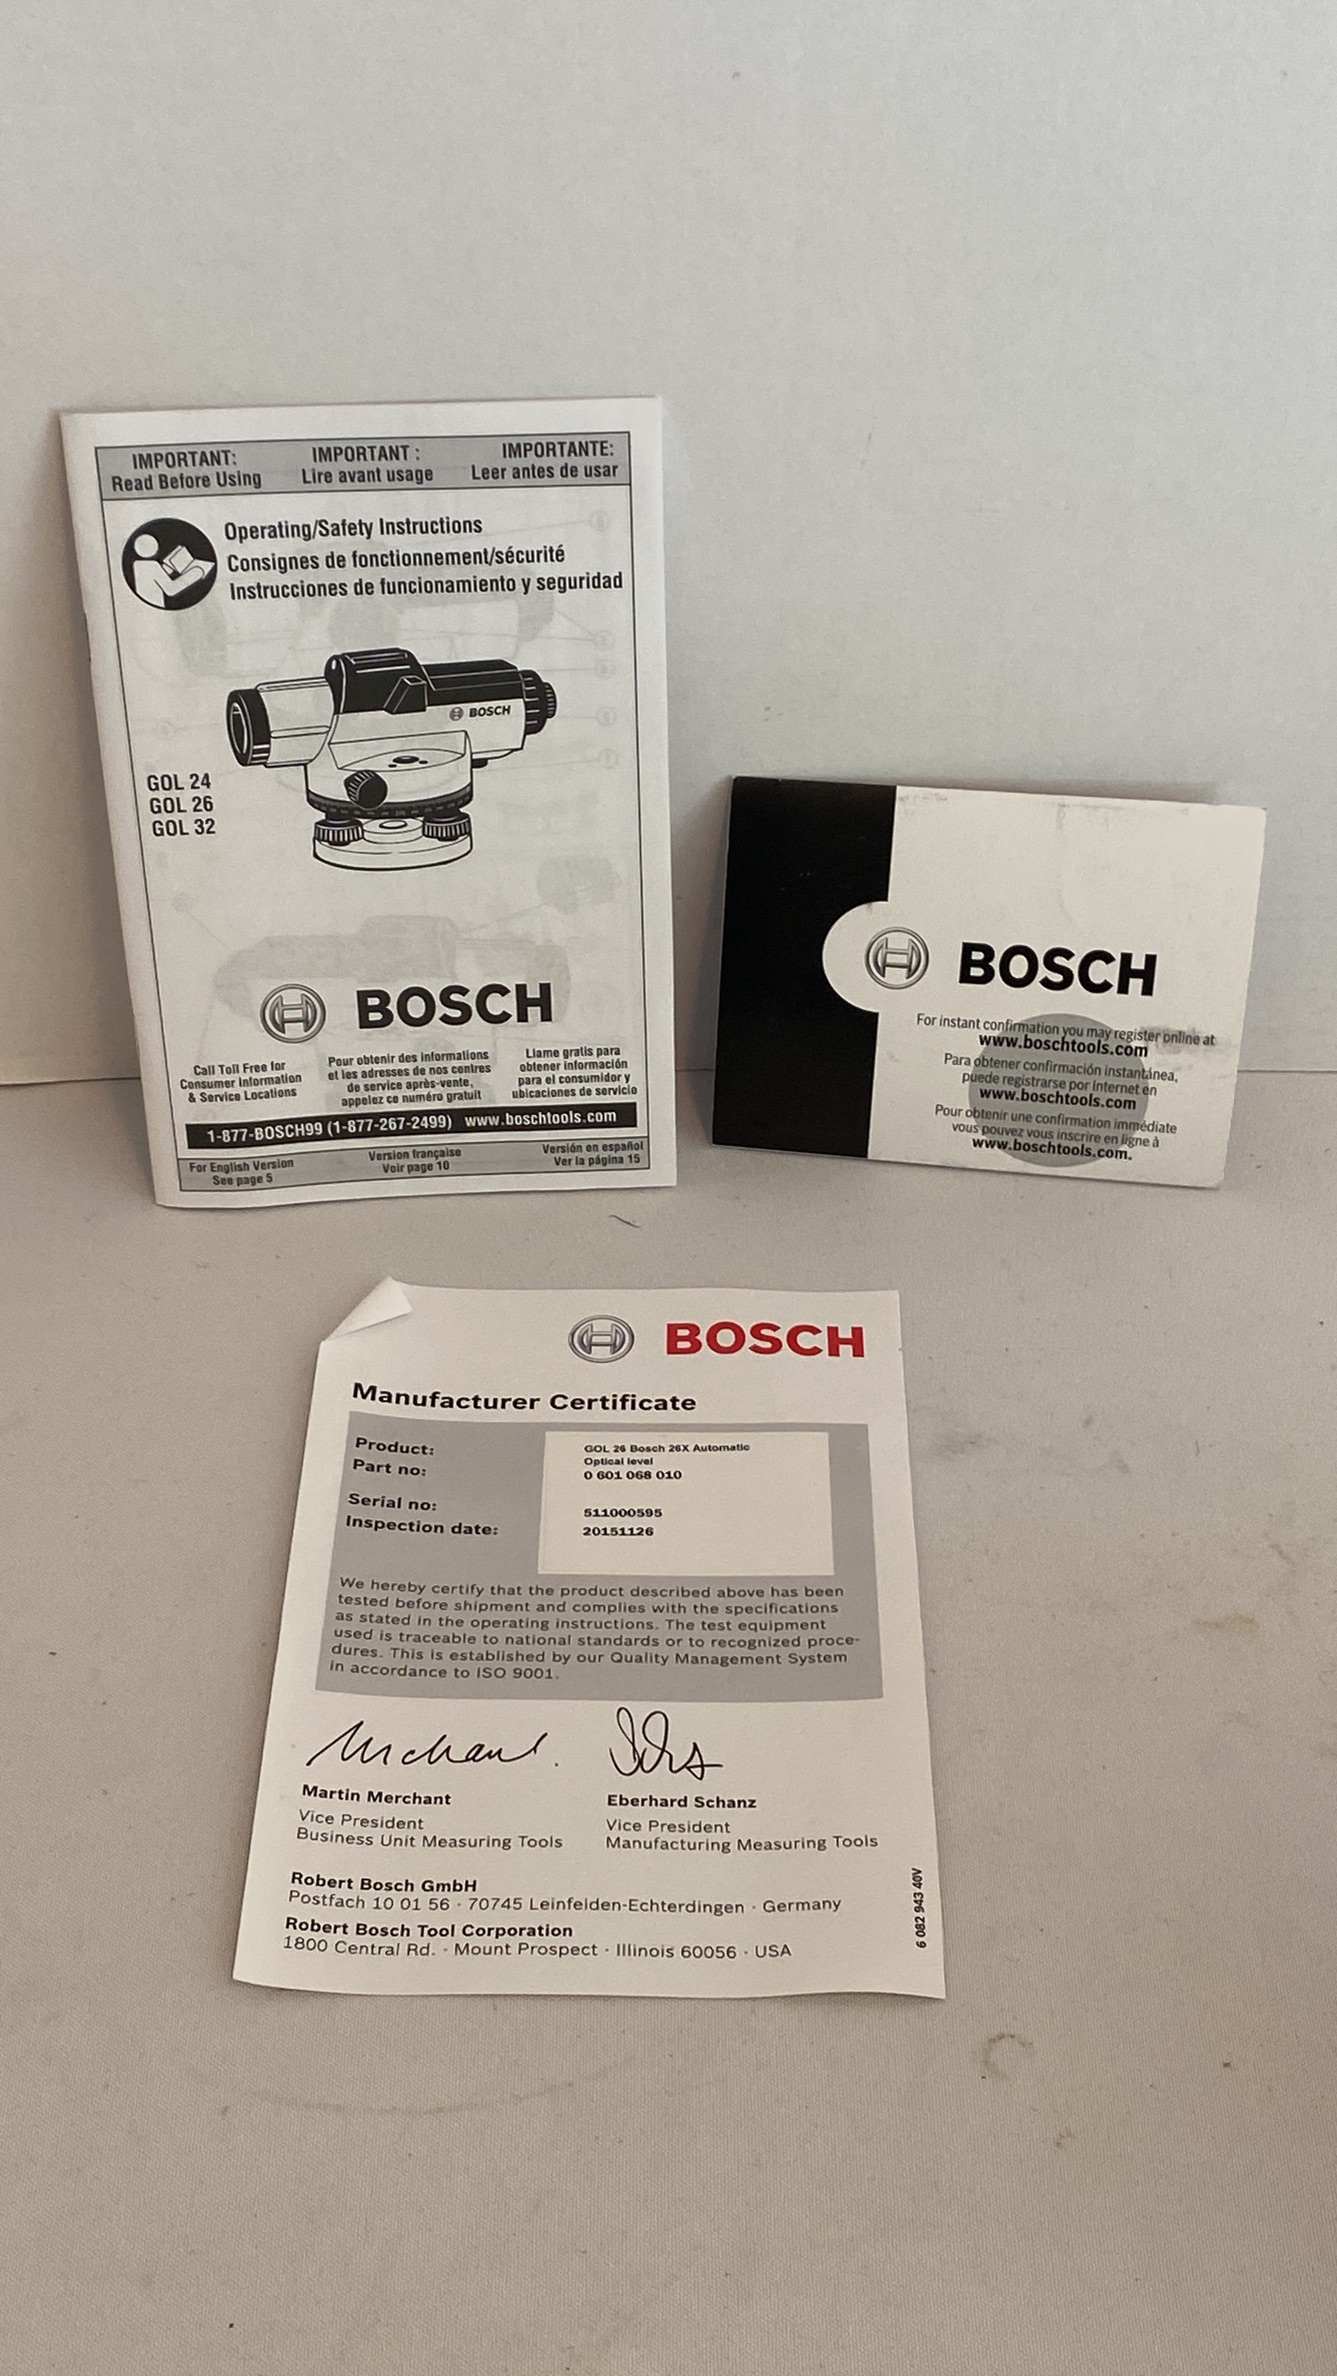 IMPORTANT:
Read Before Using
IMPORTANT :
Lire avant usage
IMPORTANTE:
Leer antes de usar
Operating/Safety Instructions
Consignes de fonctionnement/sécurité
Instrucciones de funcionamiento y seguridad
BOSCH
GOL 24
GOL 26
GOL 32
BOSCH
Call Toll Free for
Consumer Information
& Service Locations
Pour obtenir des informations
et les adresses de nos centres
de service après-vente,
appelez ce numéro gratuit
Llame gratis para
obtener información
para el consumidor y
ubicaciones de servicio
1-877-BOSCH99 (1-877-267-2499) www.boschtools.com
For English Version
See page 5
Version française
Voir page 10
Versión en español
Ver la página 15
BOSCH
For instant confirmation you may register online at
www.boschtools.com
Para obtener confirmación instantánea,
puede registrarse por Internet en
www.boschtools.com
Pour obtenir une confirmation immédiate
vous pouvez vous inscrire en ligne à
www.boschtools.com.
BOSCH
Manufacturer Certificate
Product: GOL 26 Bosch 26X Automatic
Optical level
Part no: 0 601 068 010
Serial no: 511000595
Inspection date: 20151126
We hereby certify that the product described above has been
tested before shipment and complies with the specifications
as stated in the operating instructions. The test equipment
used is traceable to national standards or to recognized proce-
dures. This is established by our Quality Management System
in accordance to ISO 9001.
Martin Merchant
Vice President
Business Unit Measuring Tools
Eberhard Schanz
Vice President
Manufacturing Measuring Tools
Robert Bosch GmbH
Postfach 10 01 56 · 70745 Leinfelden-Echterdingen · Germany
Robert Bosch Tool Corporation
1800 Central Rd. · Mount Prospect · Illinois 60056 · USA
6 082 943 40V